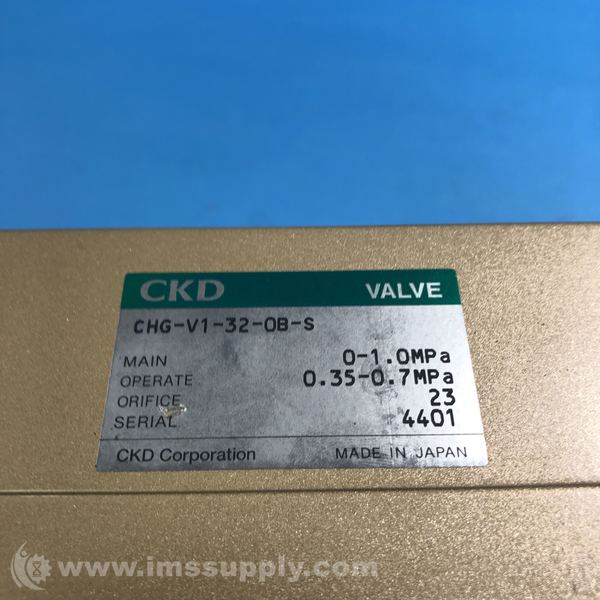 CKD VALVE
CHG-V1-32-0B-S
MAIN 0-1.0MPa
OPERATE 0.35-0.7MPa
ORIFICE 23
SERIAL 4401
CKD Corporation MADE IN JAPAN
www.imssupply.com